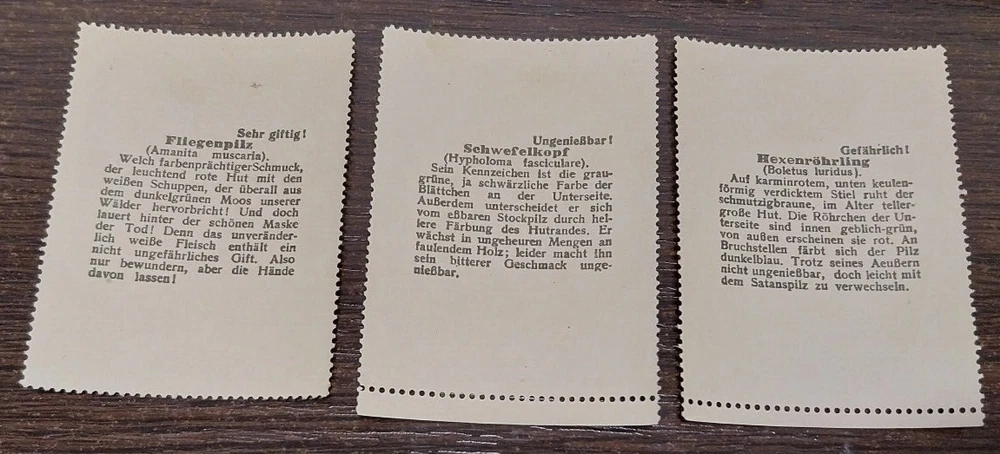 Sehr giftig!
Fliegenpilz
(Amanita muscaria).
Welch farbenprächtiger Schmuck,
der leuchtend rote Hut mit den
weißen Schuppen, der überall aus
dem dunkelgrünen Moos unserer
Wälder hervorbricht! Und doch
lauert hinter der schönen Maske
der Tod! Denn das unveränder-
lich weiße Fleisch enthält ein
nicht ungefährliches Gift. Also
nur bewundern, aber die Hände
davon lassen!
Ungenießbar!
Schwefelkopf
(Hypholoma fasciculare).
Sein Kennzeichen ist die grau-
grüne, ja schwärzliche Farbe der
Blättchen an der Unterseite.
Außerdem unterscheidet er sich
vom eßbaren Stockpilz durch hel-
lere Färbung des Hutrandes. Er
wächst in ungeheuren Mengen an
faulendem Holz; leider macht ihn
sein bitterer Geschmack unge-
nießbar.
Gefährlich!
Hexenröhrling
(Boletus luridus).
Auf karminrotem, unten keulen-
förmig verdicktem Stiel ruht der
schmutzigbraune, im Alter teller-
große Hut. Die Röhrchen der Un-
terseite sind innen geblich-grün,
von außen erscheinen sie rot. An
Bruchstellen färbt sich der Pilz
dunkelblau. Trotz seines Aeußern
nicht ungenießbar, doch leicht mit
dem Satanspilz zu verwechseln.